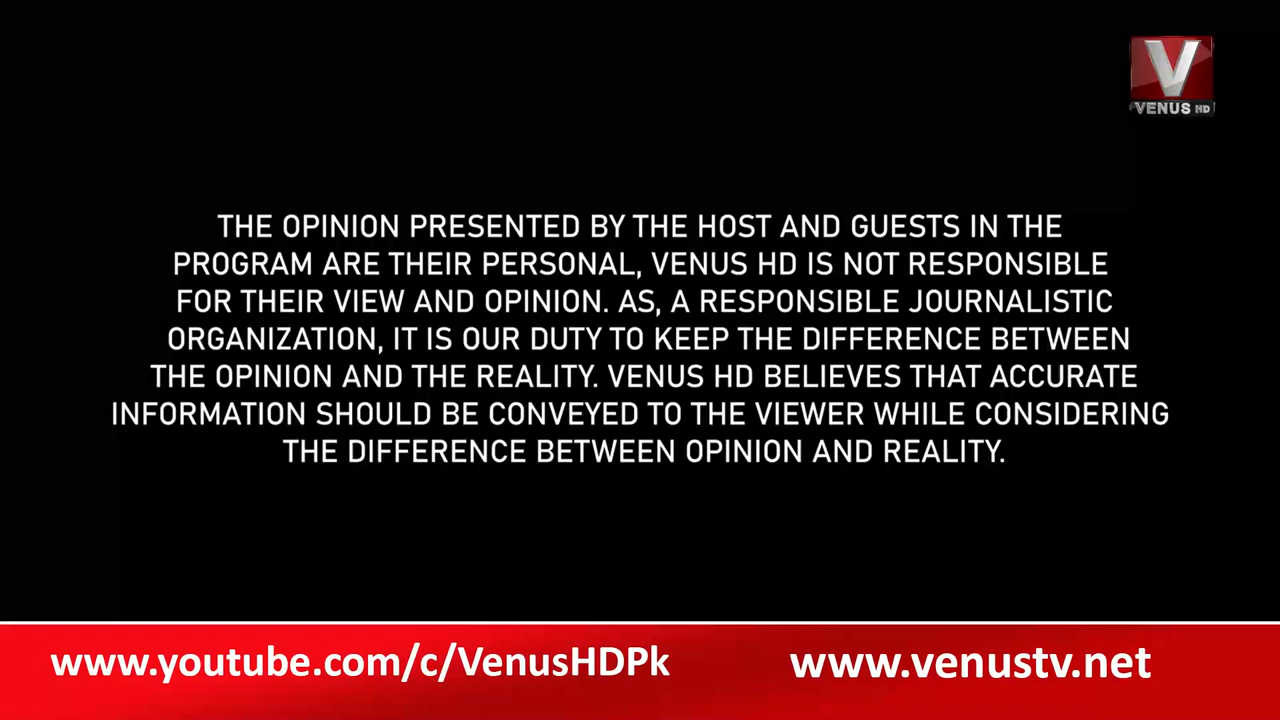 V
VENUS HD
THE OPINION PRESENTED BY THE HOST AND GUESTS IN THE
PROGRAM ARE THEIR PERSONAL, VENUS HD IS NOT RESPONSIBLE
FOR THEIR VIEW AND OPINION. AS, A RESPONSIBLE JOURNALISTIC
ORGANIZATION, IT IS OUR DUTY TO KEEP THE DIFFERENCE BETWEEN
THE OPINION AND THE REALITY. VENUS HD BELIEVES THAT ACCURATE
INFORMATION SHOULD BE CONVEYED TO THE VIEWER WHILE CONSIDERING
THE DIFFERENCE BETWEEN OPINION AND REALITY.
www.youtube.com/c/VenusHDPk
www.venustv.net